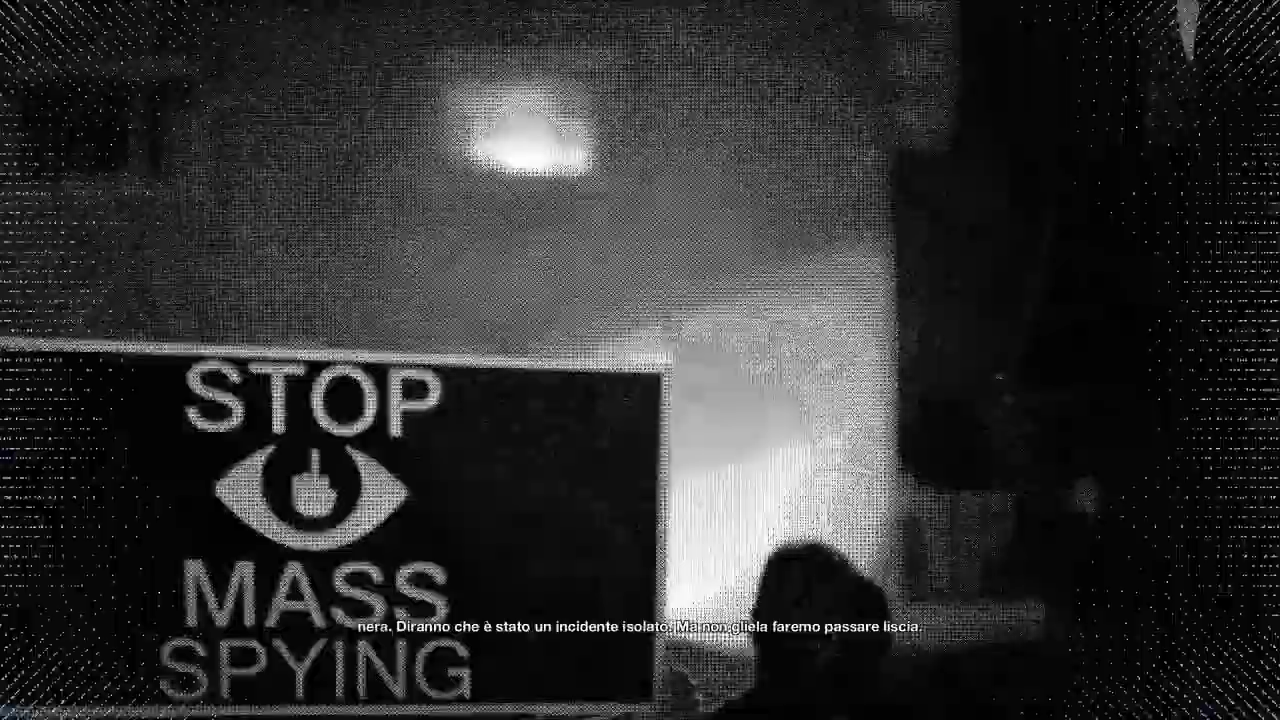 STOP
MASS
SPYING
nera. Diranno che è stato un incidente isolato. Ma non gliela faremo passare liscia.